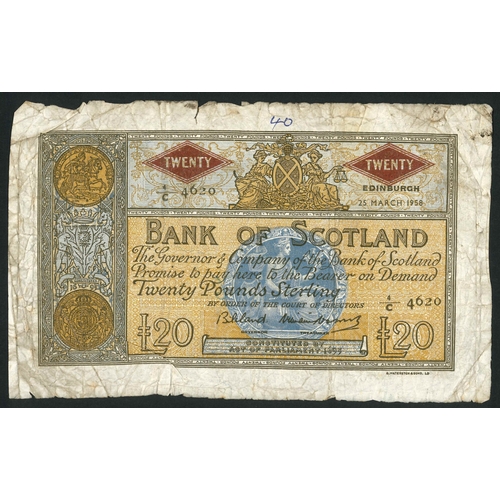 40
TWENTY
TWENTY
4/C 4620
EDINBURGH
25 MARCH 1958
BANK OF SCOTLAND
The Governor & Company of the Bank of Scotland
Promise to pay here to the Bearer on Demand
Twenty Pounds Sterling
BY ORDER OF THE COURT OF DIRECTORS
4/C 4620
£20
£20
CONSTITUTED BY
ACT OF PARLIAMENT 1695